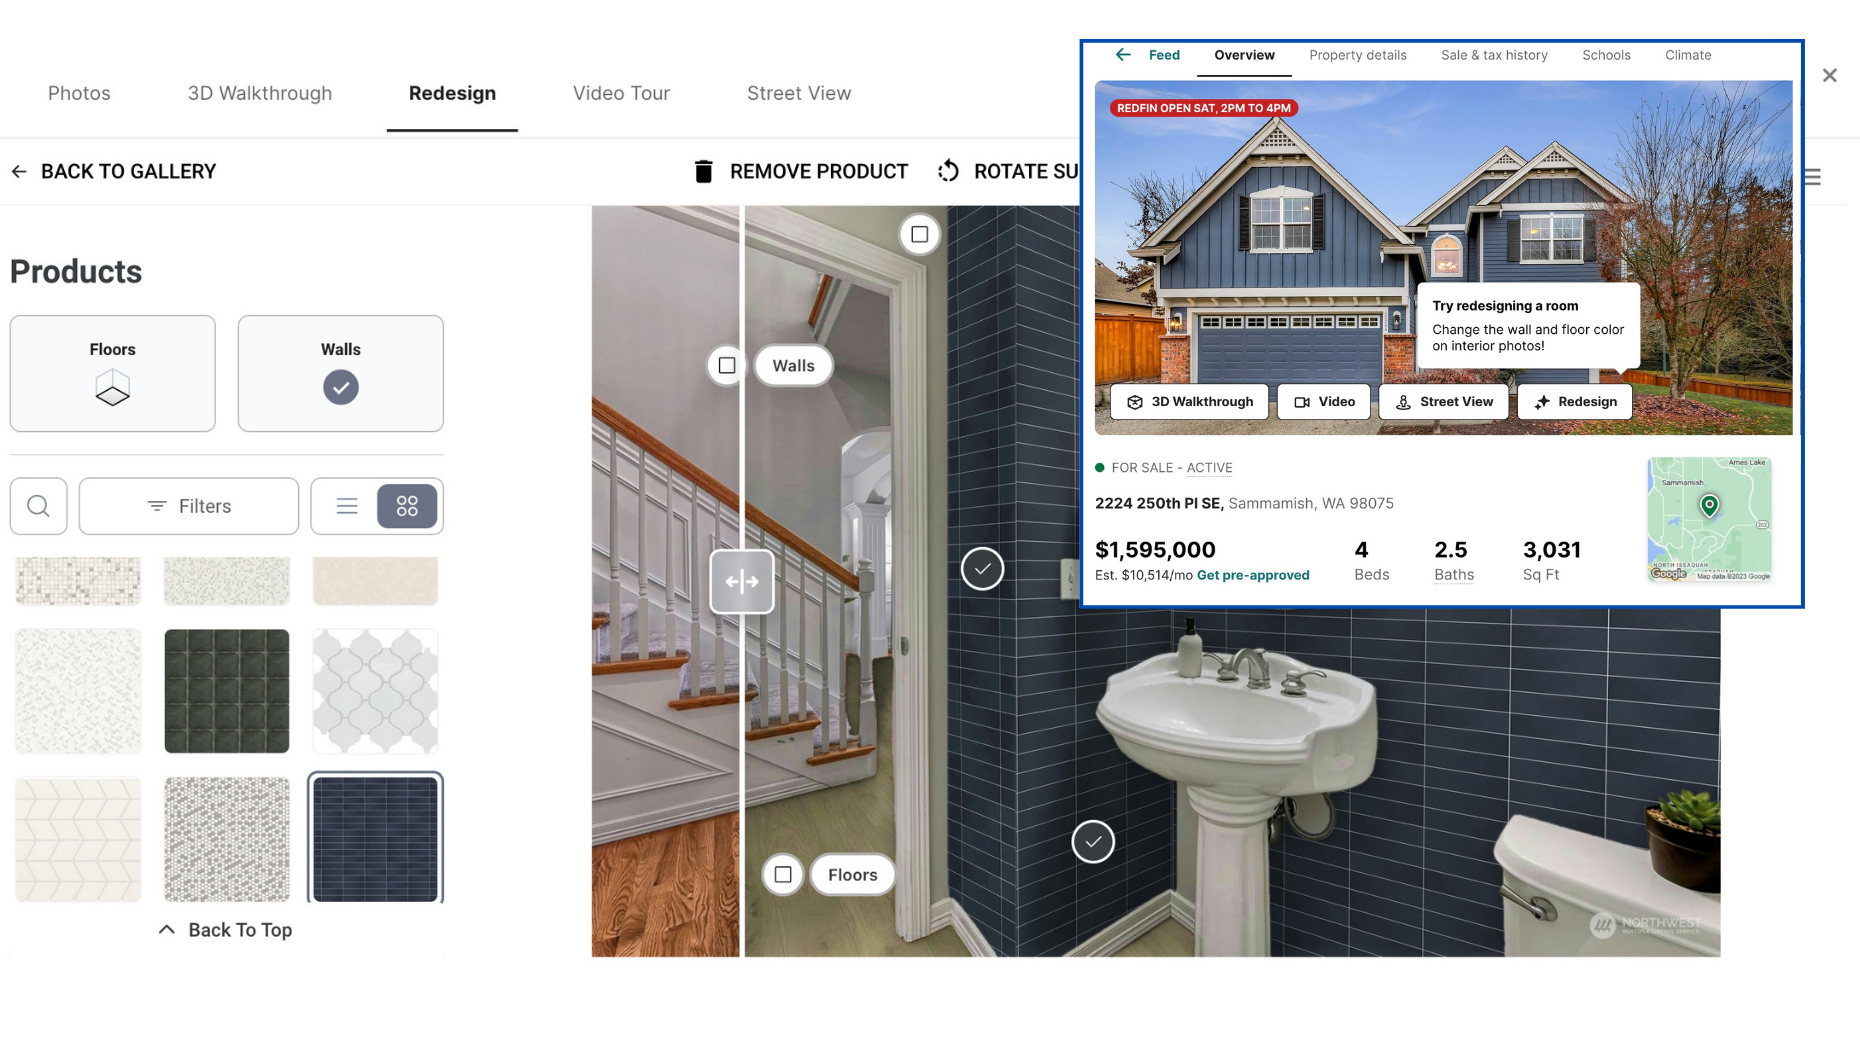 Photos
3D Walkthrough
Redesign
Video Tour
Street View
BACK TO GALLERY
REMOVE PRODUCT
ROTATE SU
Products
Floors
Walls
Filters
Back To Top
Walls
Floors
NORTHWEST
MULTIPLE LISTING SERVICE
Feed
Overview
Property details
Sale & tax history
Schools
Climate
REDFIN OPEN SAT, 2PM TO 4PM
Try redesigning a room
Change the wall and floor color
on interior photos!
3D Walkthrough
Video
Street View
Redesign
FOR SALE - ACTIVE
2224 250th Pl SE, Sammamish, WA 98075
$1,595,000
Est. $10,514/mo Get pre-approved
4
Beds
2.5
Baths
3,031
Sq Ft
Ames Lake
Sammamish
202
NORTH ISSAQUAH
Google
Map data ©2023 Google